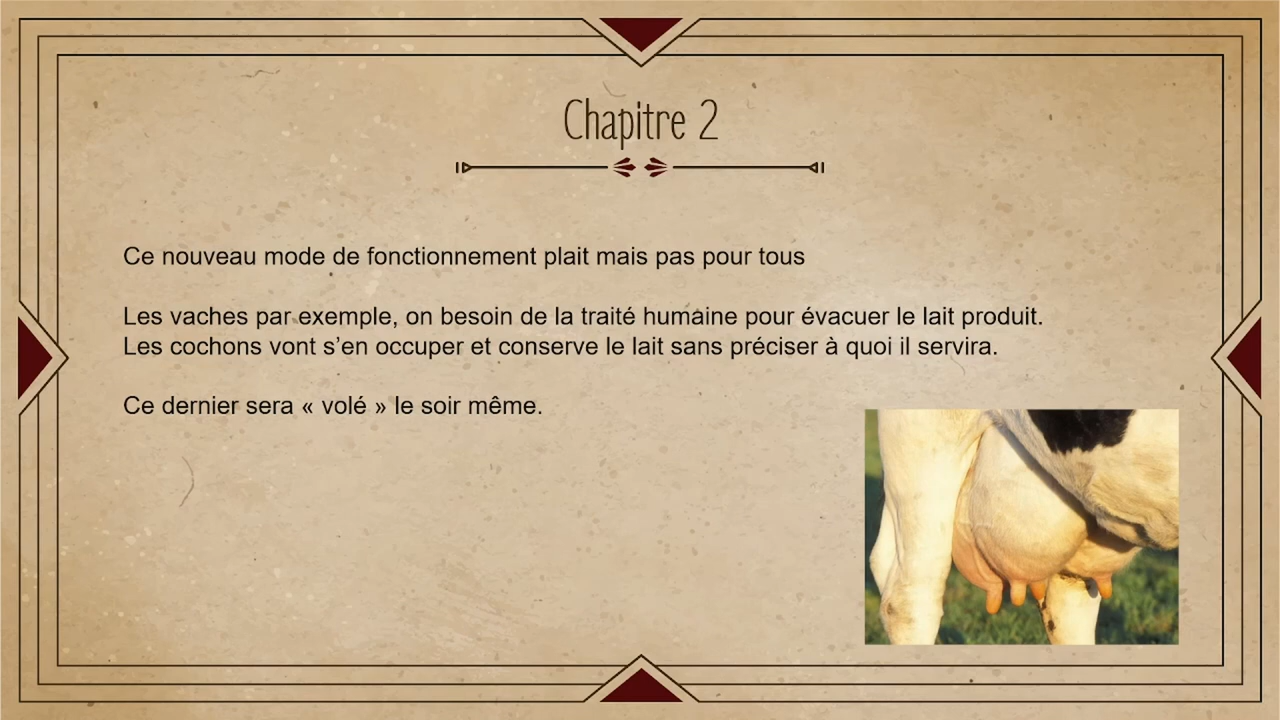 Chapitre 2
Ce nouveau mode de fonctionnement plait mais pas pour tous
Les vaches par exemple, on besoin de la traité humaine pour évacuer le lait produit.
Les cochons vont s’en occuper et conserve le lait sans préciser à quoi il servira.
Ce dernier sera « volé » le soir même.